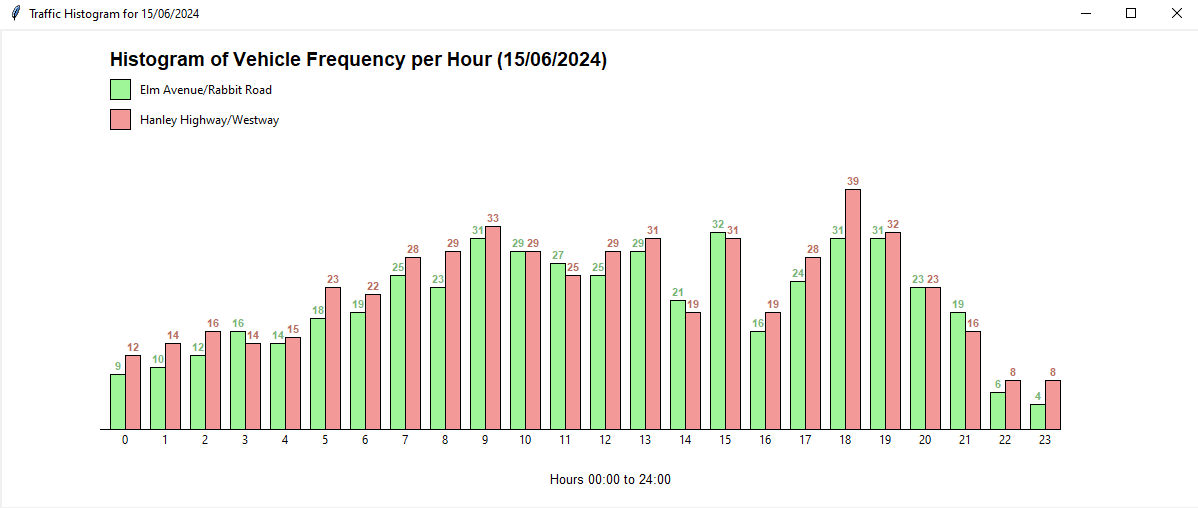 Traffic Histogram for 15/06/2024
Histogram of Vehicle Frequency per Hour (15/06/2024)
Elm Avenue/Rabbit Road
Hanley Highway/Westway
9 12 10 14 12 16 16 14 14 15 18 23 19 22 25 28 23 29 31 33 29 29 27 25 25 29 29 31 21 19 32 31 16 19 24 28 31 39 31 32 23 23 19 16 6 8 4 8
0 1 2 3 4 5 6 7 8 9 10 11 12 13 14 15 16 17 18 19 20 21 22 23
Hours 00:00 to 24:00